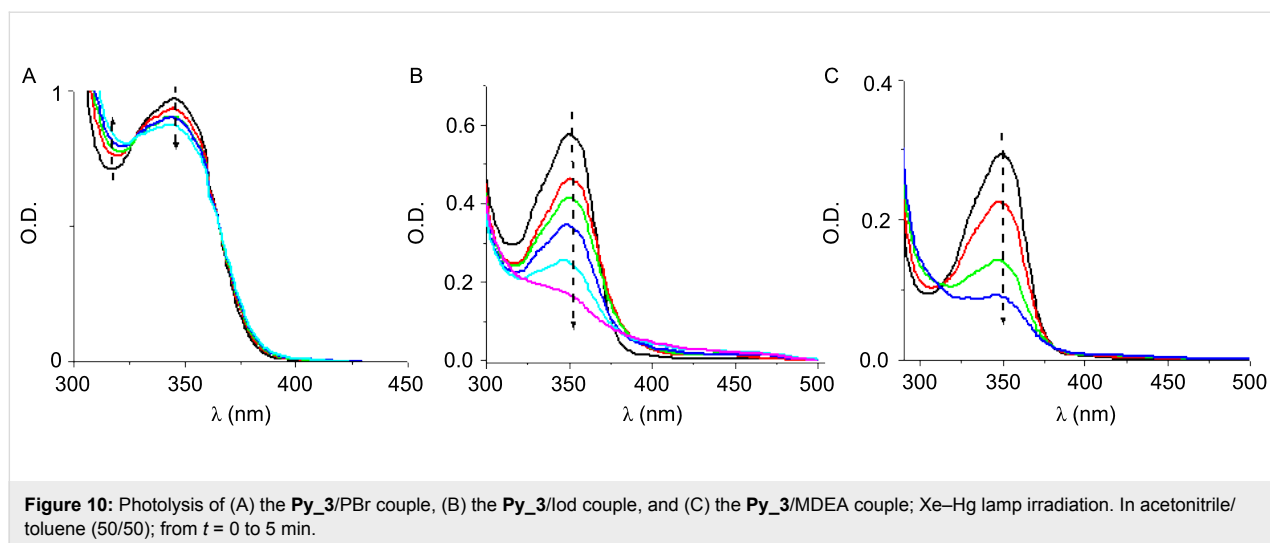 A
B
C
1
0
O.D.
300
350
400
450
λ (nm)
0.6
0.4
0.2
0.0
O.D.
300
350
400
450
500
λ (nm)
0.4
0.2
0.0
O.D.
300
350
400
450
500
λ (nm)
Figure 10: Photolysis of (A) the Py_3/PBr couple, (B) the Py_3/Iod couple, and (C) the Py_3/MDEA couple; Xe–Hg lamp irradiation. In acetonitrile/
toluene (50/50); from t = 0 to 5 min.